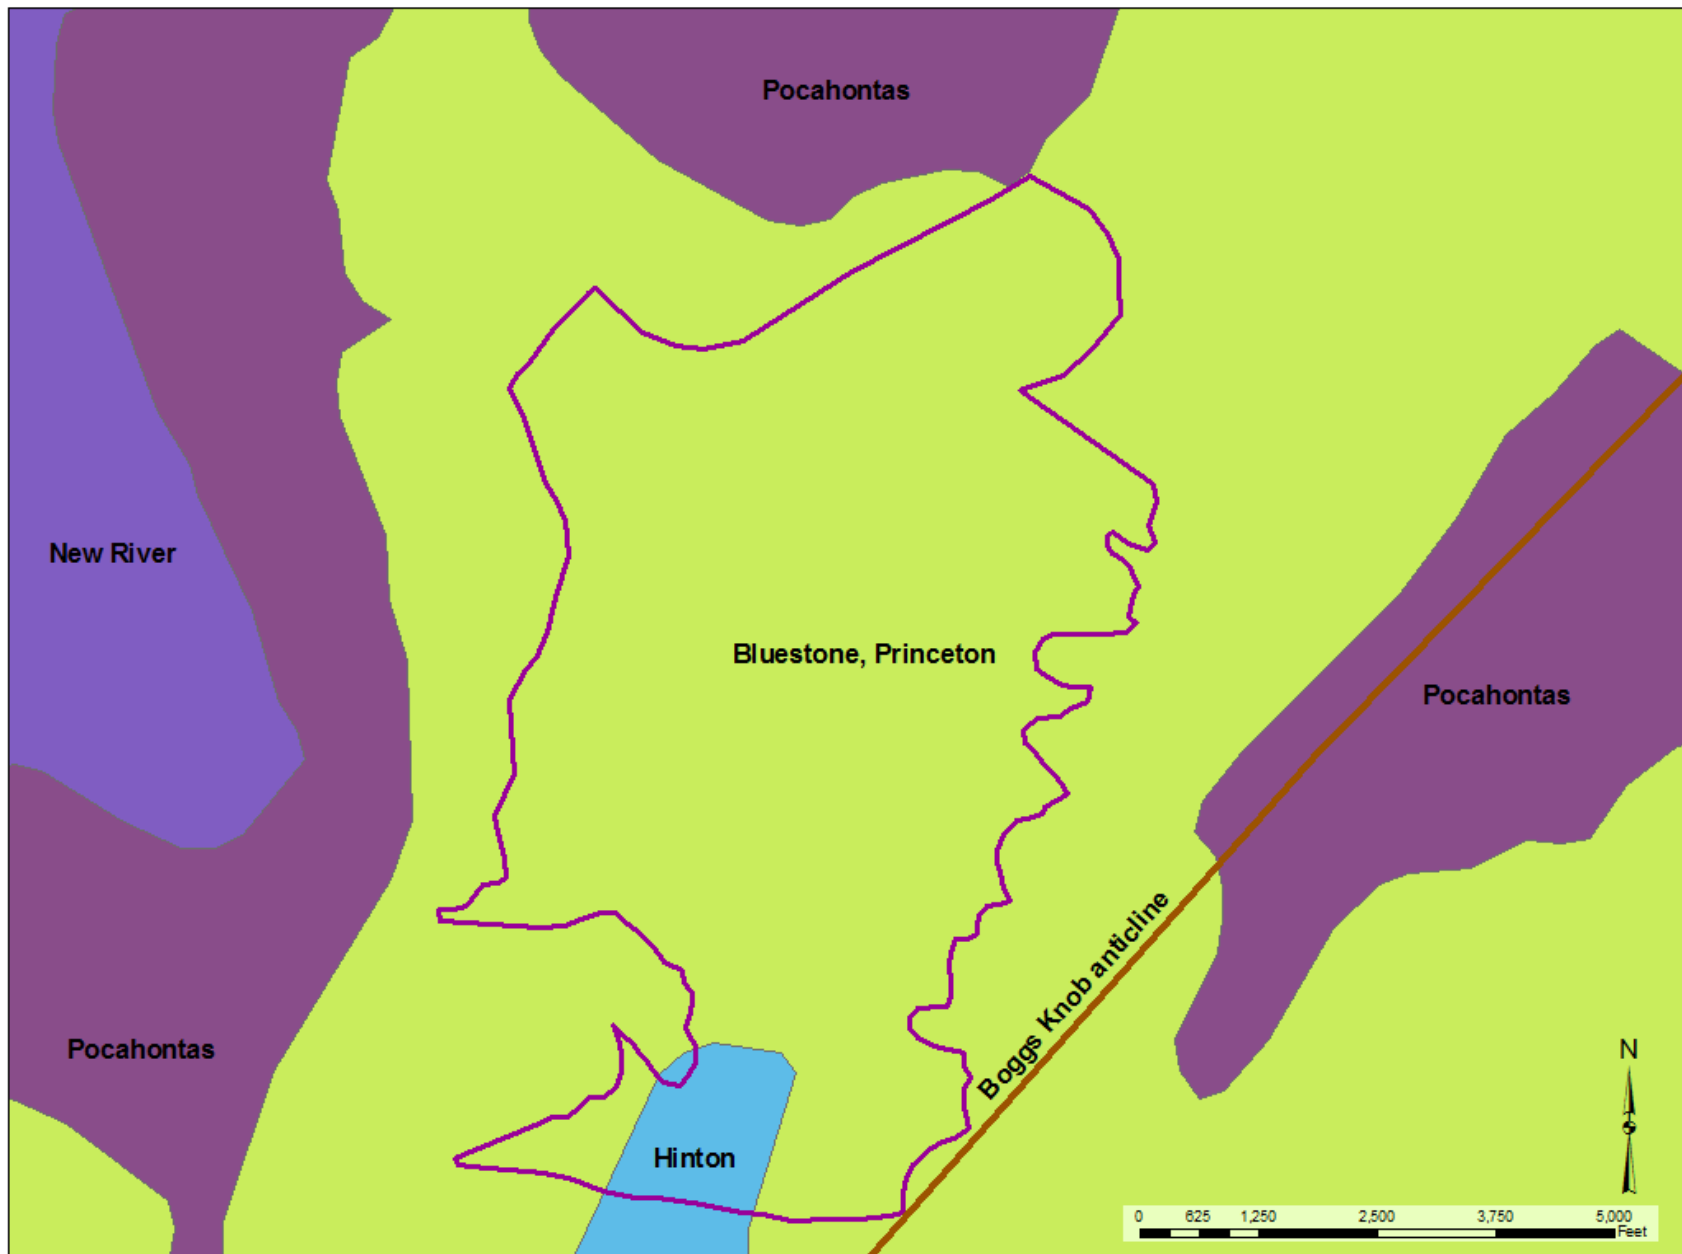 Pocahontas
New River
Bluestone, Princeton
Pocahontas
Boggs Knob anticline
Pocahontas
N
Hinton
0 625 1,250 2,500 3,750 5,000
Feet